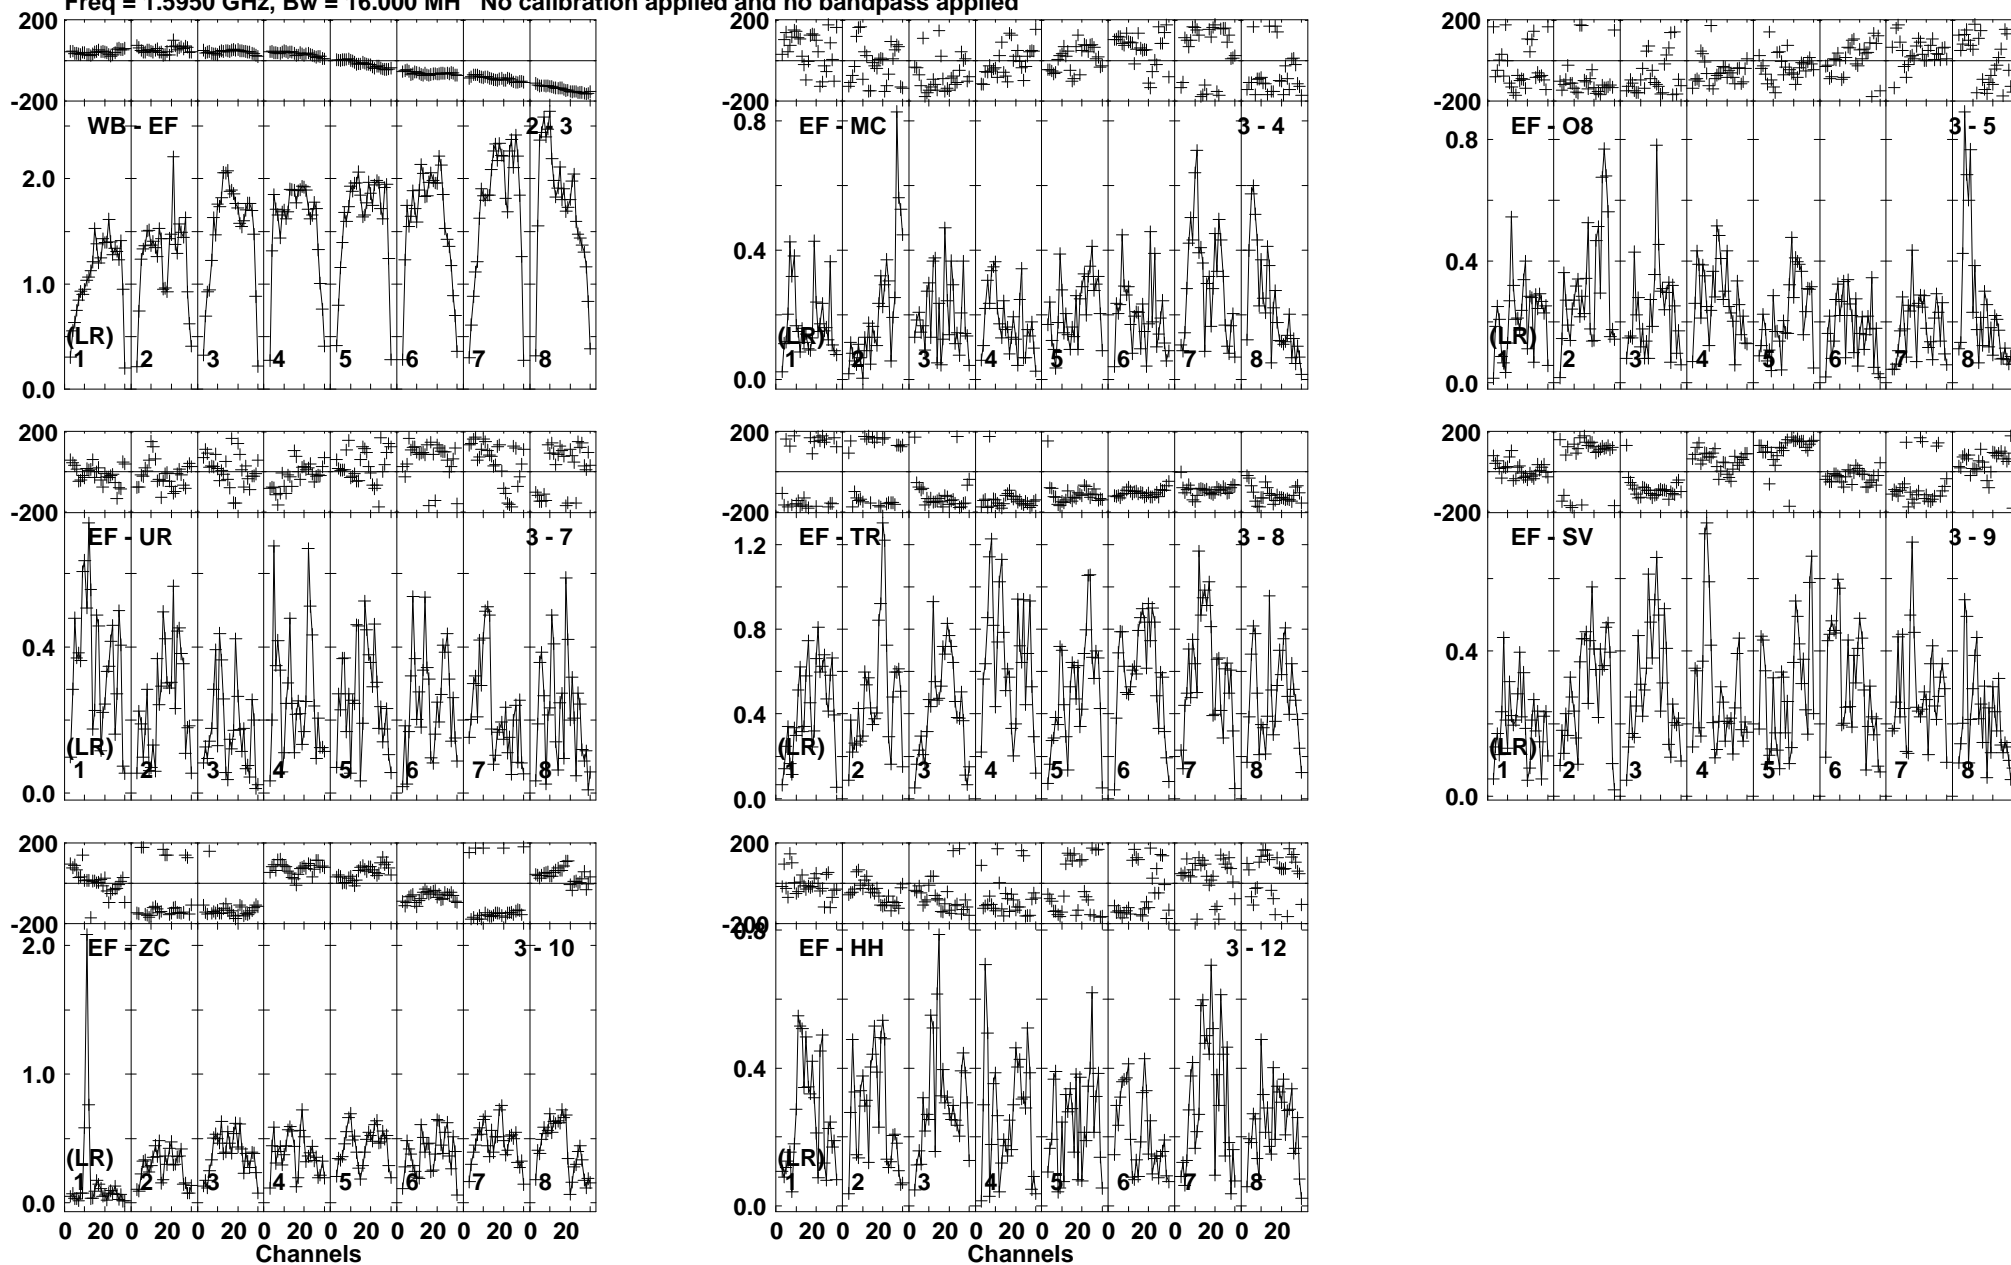 Freq = 1.5950 GHz, Bw = 16.000 MH No calibration applied and no bandpass applied
200 200 200
-200 -200 -200
WB - EF 2 - 3 EF - MC 3 - 4 EF - O8 3 - 5
2.0 0.8 0.8
1.0 0.4 0.4
(LR) (LR) (LR)
1 2 3 4 5 6 7 8 1 2 3 4 5 6 7 8 1 2 3 4 5 6 7 8
0.0 0.0 0.0
200 200 200
-200 -200 -200
EF - UR 3 - 7 EF - TR 3 - 8 EF - SV 3 - 9
1.2
0.8
0.4 0.4 0.4
(LR) (LR) (LR)
1 2 3 4 5 6 7 8 1 2 3 4 5 6 7 8 1 2 3 4 5 6 7 8
0.0 0.0 0.0
200 200
-200 -200
2.0 0.8
EF - ZC 3 - 10 EF - HH 3 - 12
1.0 0.4
(LR) (LR)
1 2 3 4 5 6 7 8 1 2 3 4 5 6 7 8
0.0 0.0
0 20 0 20 0 20 0 20 0 20 0 20 0 20 0 20 0 20 0 20 0 20 0 20 0 20 0 20 0 20 0 20
Channels Channels